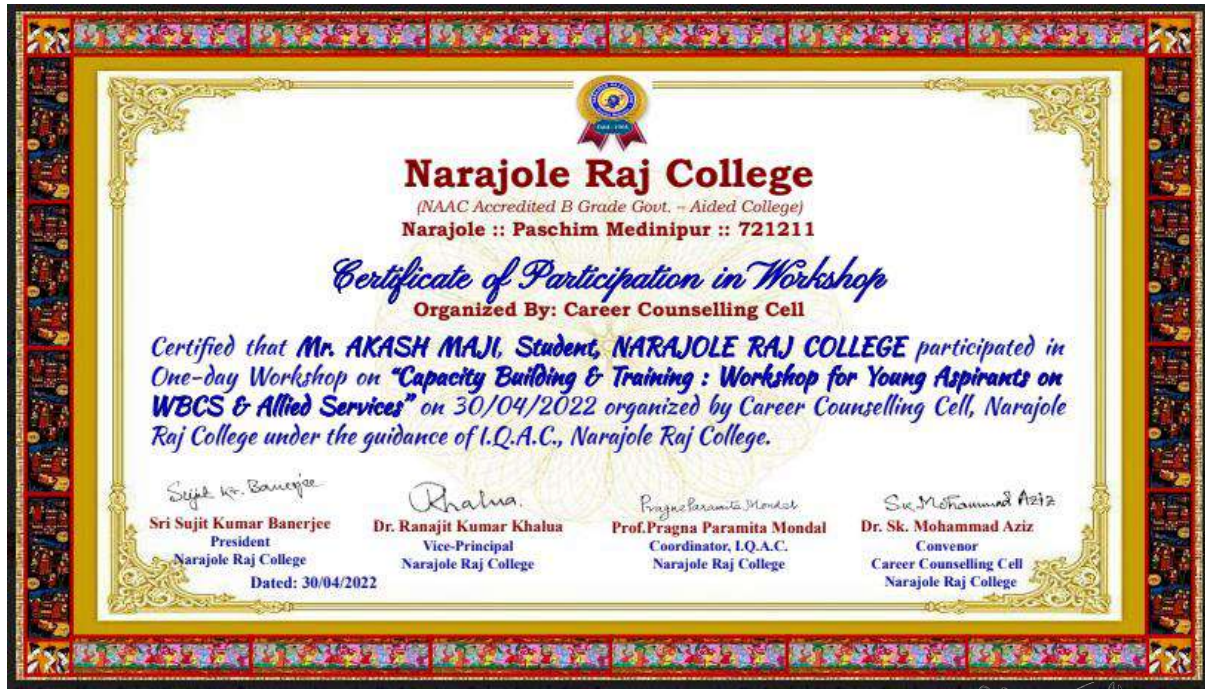 Narajole Raj College
(NAAC Accredited B Grade Govt. – Aided College)
Narajole :: Paschim Medinipur :: 721211
Certificate of Participation in Workshop
Organized By: Career Counselling Cell
Certified that Mr. AKASH MAJI, Student, NARAJOLE RAJ COLLEGE participated in
One-day Workshop on "Capacity Building & Training : Workshop for Young Aspirants on
WBCS & Allied Services" on 30/04/2022 organized by Career Counselling Cell, Narajole
Raj College under the guidance of I.Q.A.C., Narajole Raj College.
Sujit Kr. Banerjee
Khalua.
Pragna Paramita Mondal
Sk. Mohammad Aziz
Sri Sujit Kumar Banerjee
President
Narajole Raj College
Dated: 30/04/2022
Dr. Ranajit Kumar Khalua
Vice-Principal
Narajole Raj College
Prof.Pragna Paramita Mondal
Coordinator, I.Q.A.C.
Narajole Raj College
Dr. Sk. Mohammad Aziz
Convenor
Career Counselling Cell
Narajole Raj College